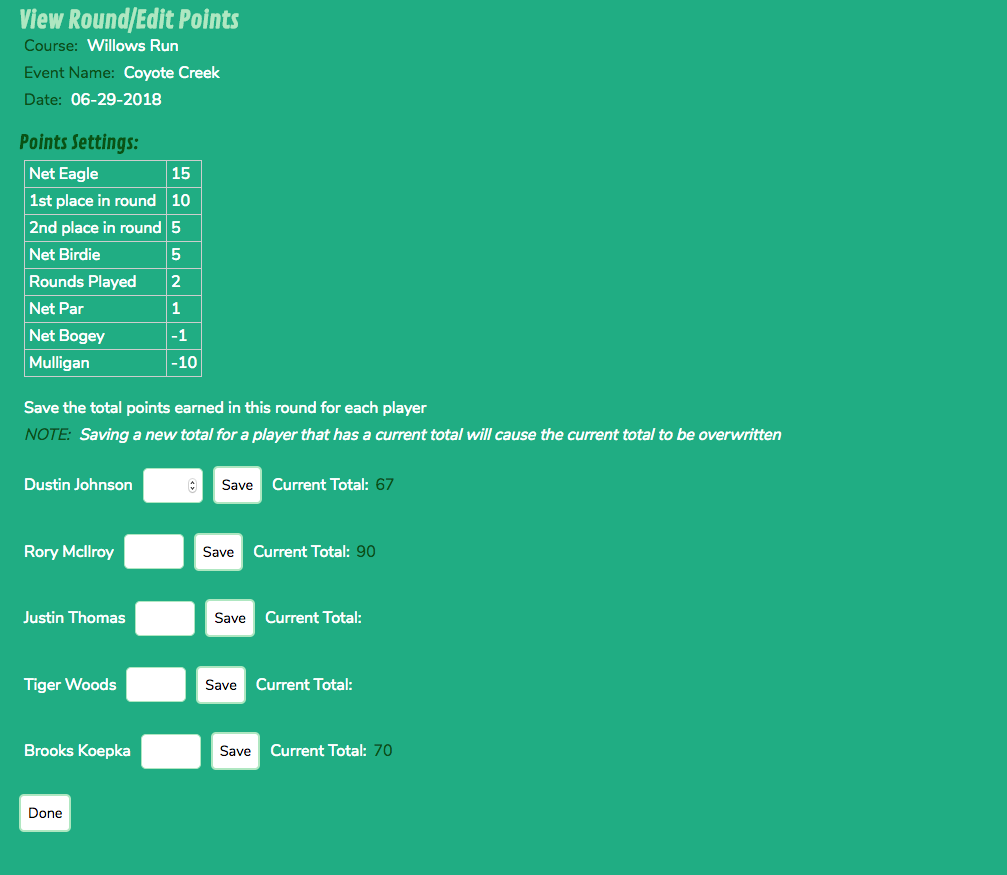 View Round/Edit Points
Course: Willows Run
Event Name: Coyote Creek
Date: 06-29-2018
Points Settings:
Net Eagle 15
1st place in round 10
2nd place in round 5
Net Birdie 5
Rounds Played 2
Net Par 1
Net Bogey -1
Mulligan -10
Save the total points earned in this round for each player
NOTE: Saving a new total for a player that has a current total will cause the current total to be overwritten
Dustin Johnson Save Current Total: 67
Rory McIlroy Save Current Total: 90
Justin Thomas Save Current Total:
Tiger Woods Save Current Total:
Brooks Koepka Save Current Total: 70
Done